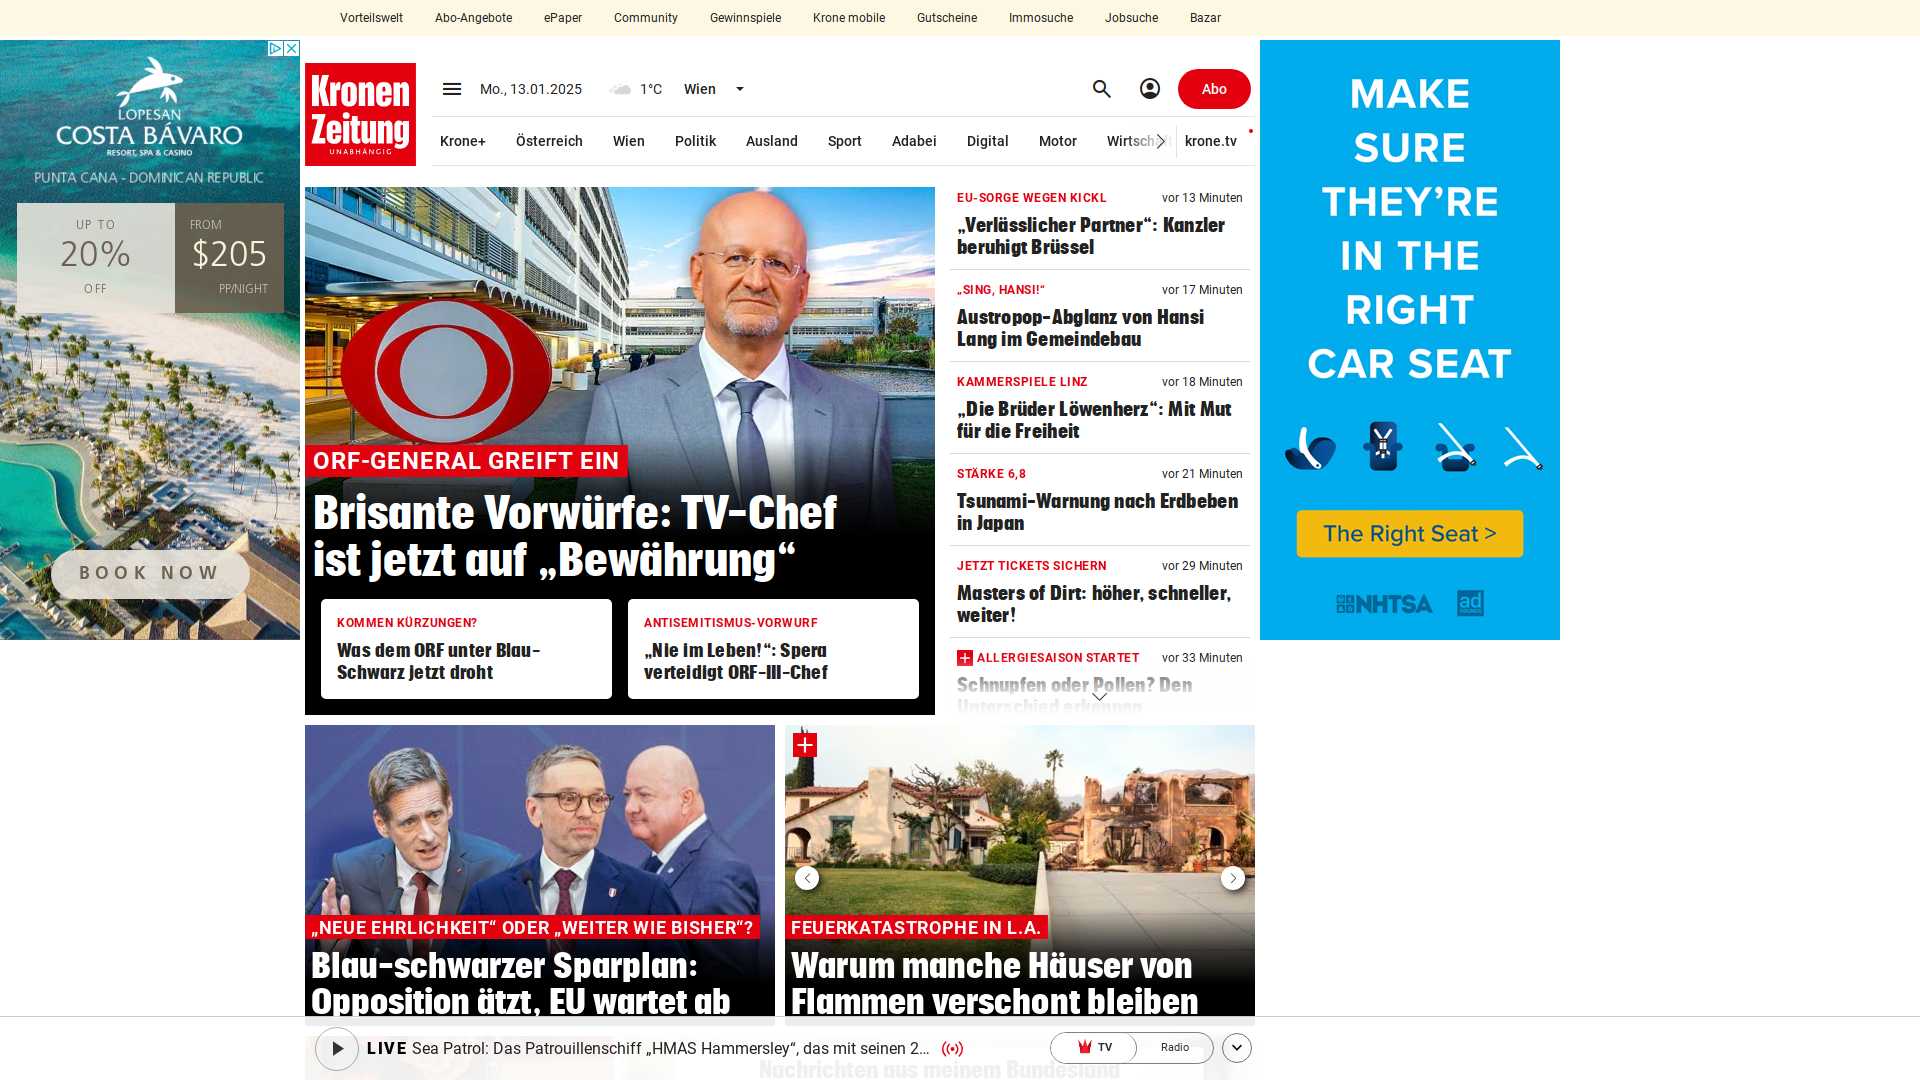 Vorteilswelt
Abo-Angebote
ePaper
Community
Gewinnspiele
Krone mobile
Gutscheine
Immosuche
Jobsuche
Bazar
LOPESAN
COSTA BÁVARO
RESORT, SPA & CASINO
PUNTA CANA - DOMINICAN REPUBLIC
UP TO
20%
OFF
FROM
$205
PP/NIGHT
BOOK NOW
Kronen
Zeitung
UNABHÄNGIG
Mo., 13.01.2025
1°C
Wien
Abo
Krone+
Österreich
Wien
Politik
Ausland
Sport
Adabei
Digital
Motor
Wirtsch
krone.tv
ORF-GENERAL GREIFT EIN
Brisante Vorwürfe: TV-Chef
ist jetzt auf „Bewährung“
KOMMEN KÜRZUNGEN?
Was dem ORF unter Blau-
Schwarz jetzt droht
ANTISEMITISMUS-VORWURF
„Nie im Leben!“: Spera
verteidigt ORF-III-Chef
EU-SORGE WEGEN KICKL
vor 13 Minuten
„Verlässlicher Partner“: Kanzler
beruhigt Brüssel
„SING, HANSI!“
vor 17 Minuten
Austropop-Abglanz von Hansi
Lang im Gemeindebau
KAMMERSPIELE LINZ
vor 18 Minuten
„Die Brüder Löwenherz“: Mit Mut
für die Freiheit
STÄRKE 6,8
vor 21 Minuten
Tsunami-Warnung nach Erdbeben
in Japan
JETZT TICKETS SICHERN
vor 29 Minuten
Masters of Dirt: höher, schneller,
weiter!
ALLERGIESAISON STARTET
vor 33 Minuten
Schnupfen oder Pollen? Den
Unterschied erkennen
MAKE
SURE
THEY’RE
IN THE
RIGHT
CAR SEAT
The Right Seat >
NHTSA
ad
„NEUE EHRLICHKEIT“ ODER „WEITER WIE BISHER“?
Blau-schwarzer Sparplan:
Opposition ätzt, EU wartet ab
FEUERKATASTROPHE IN L.A.
Warum manche Häuser von
Flammen verschont bleiben
LIVE Sea Patrol: Das Patrouillenschiff „HMAS Hammersley“, das mit seinen 2...
TV
Radio
Nachrichten aus meinem Bundesland